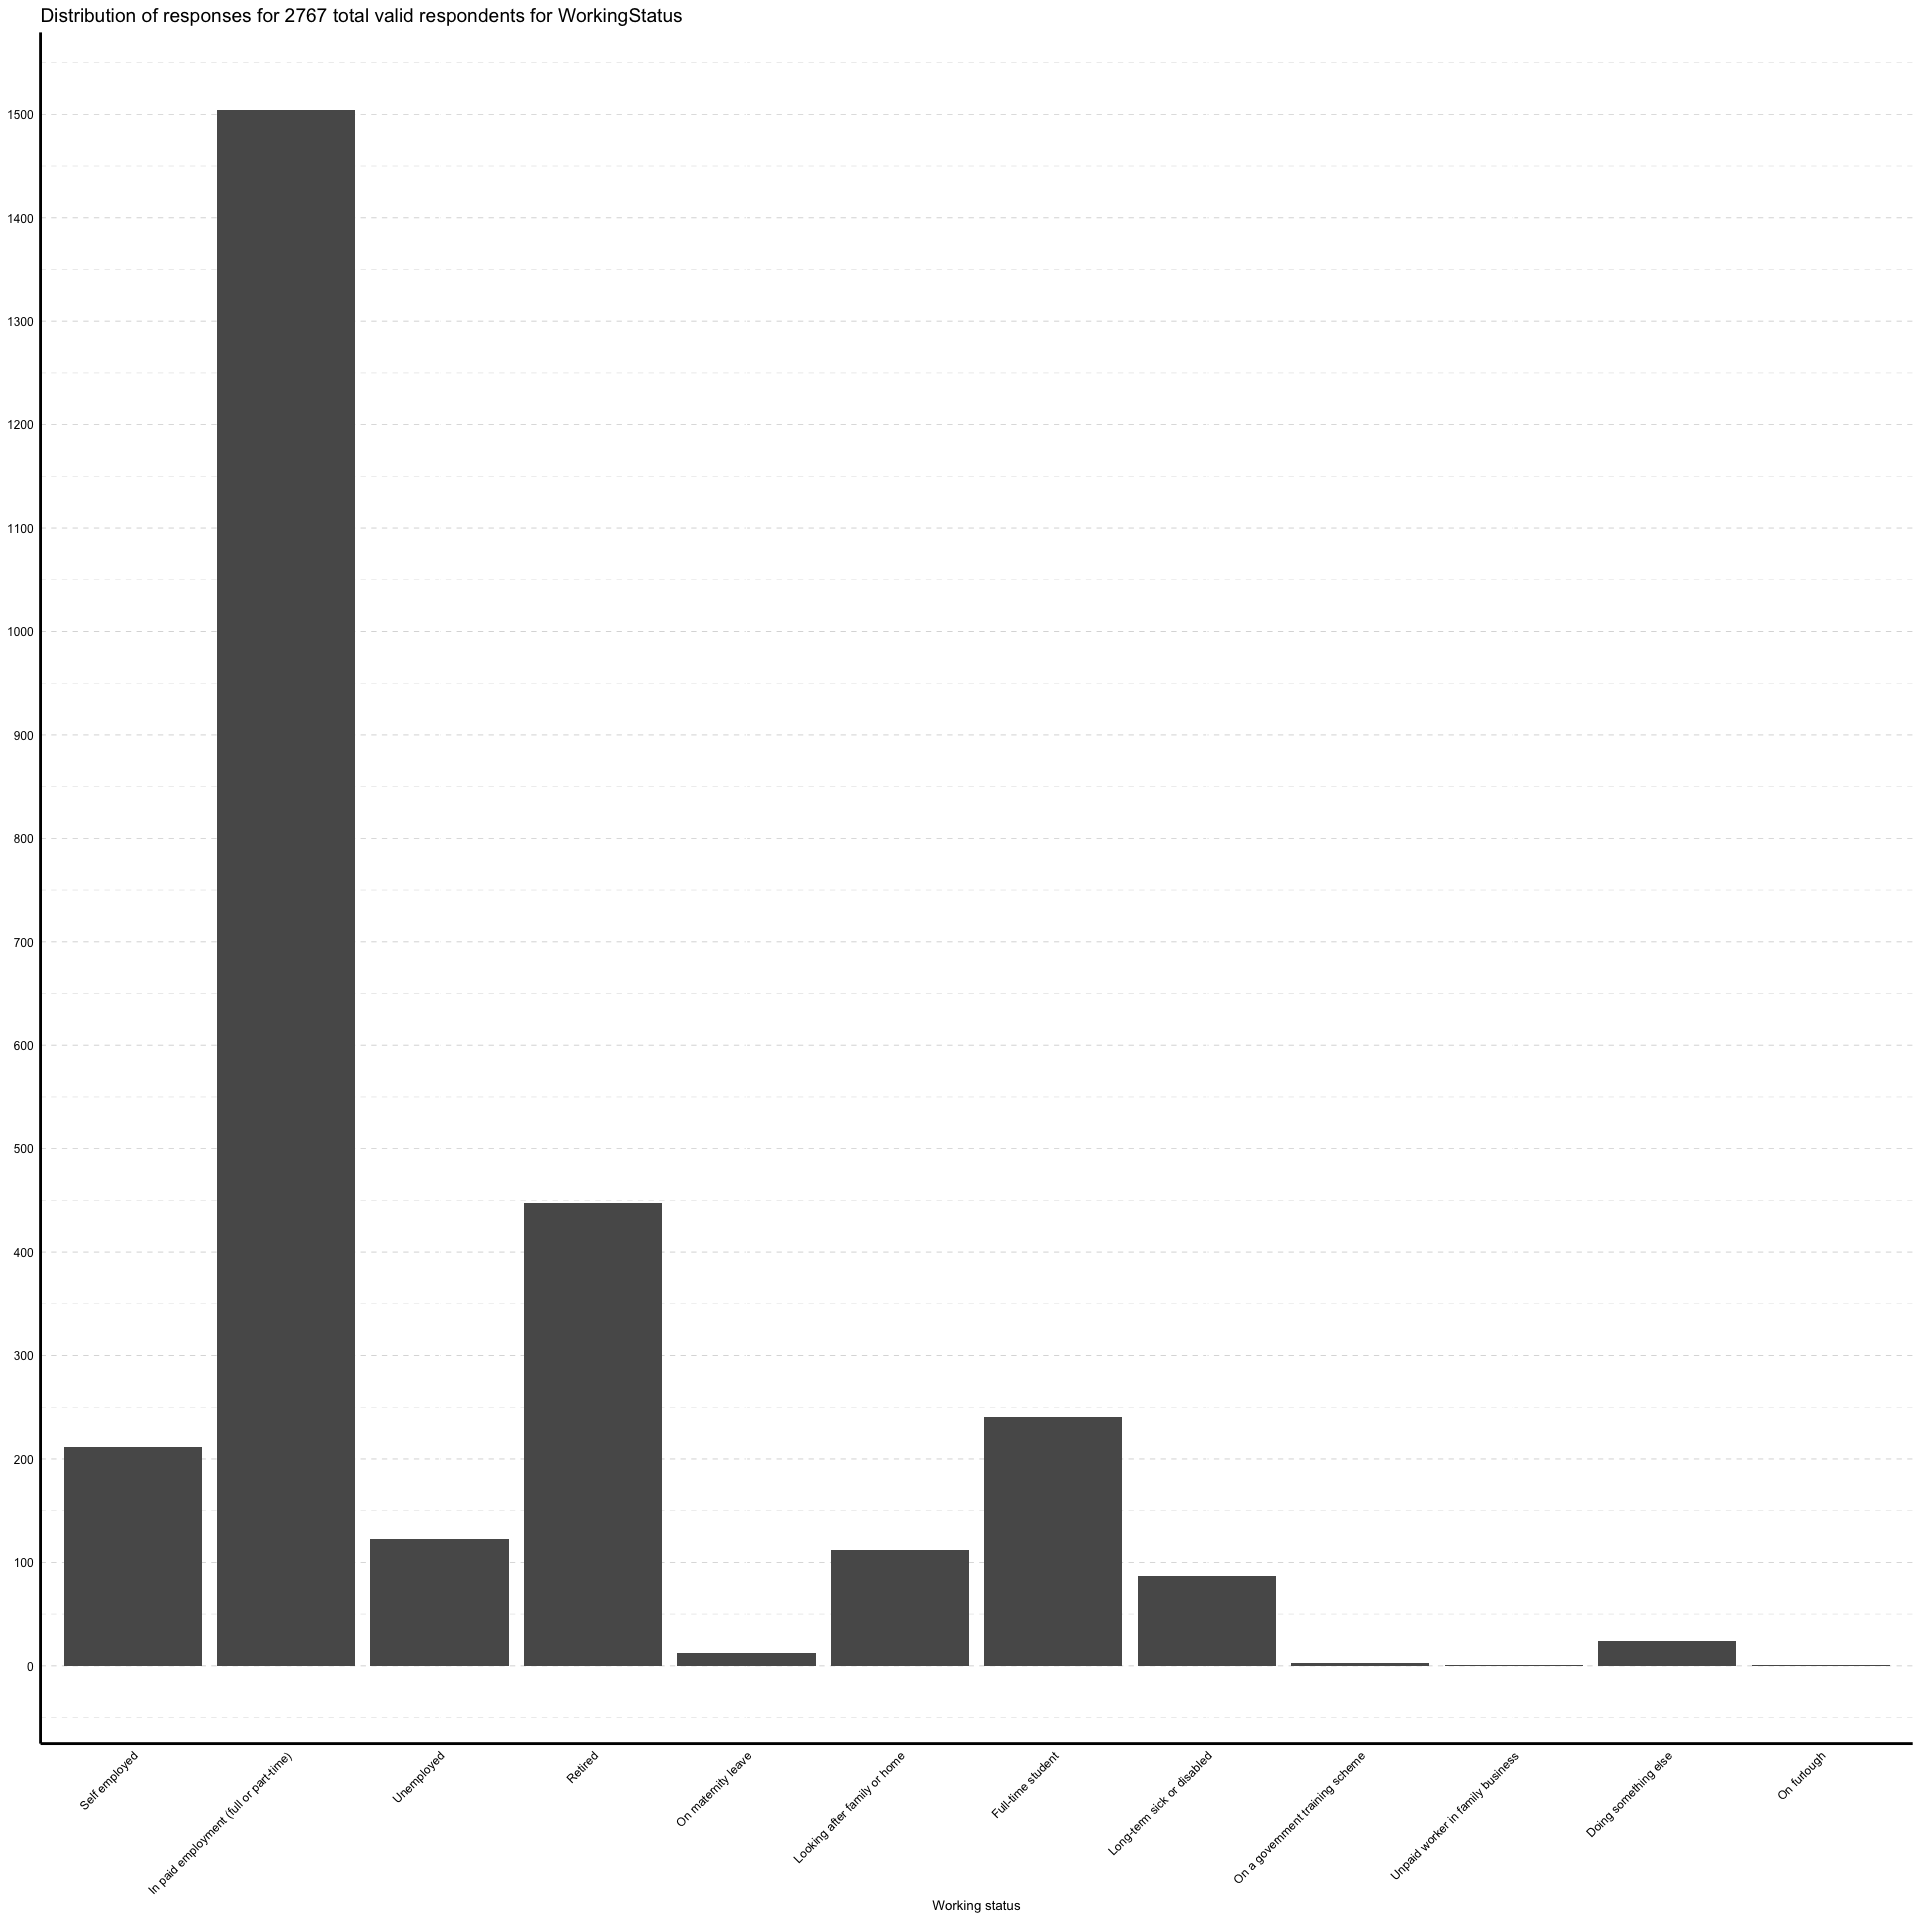 Distribution of responses for 2767 total valid respondents for WorkingStatus
1500
1400
1300
1200
1100
1000
900
800
700
600
500
400
300
200
100
0
Self employed
In paid employment (full or part-time)
Unemployed
Retired
On maternity leave
Looking after family or home
Full-time student
Long-term sick or disabled
On a government training scheme
Unpaid worker in family business
Doing something else
On furlough
Working status